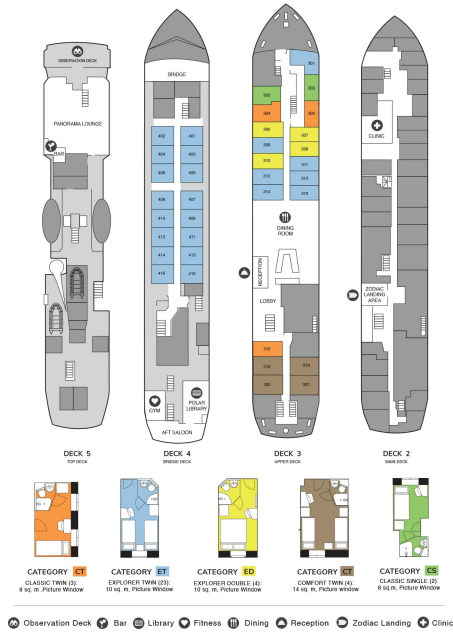 OBSERVATION DECK
PANORAMA LOUNGE
BAR
BRIDGE
402 401
404 403
406 405
408 407
410 409
412 411
414 413
416 415
GYM
POLAR
LIBRARY
AFT SALOON
301
302 303
304 305
306 307
308 309
310 311
312 313
314 315
DINING
ROOM
RECEPTION
LOBBY
316
318 319
320 321
CLINIC
ZODIAC
LANDING
AREA
DECK 5
TOP DECK
DECK 4
BRIDGE DECK
DECK 3
UPPER DECK
DECK 2
MAIN DECK
CATEGORY CT
CLASSIC TWIN (3):
8 sq. m ,Picture Window
CATEGORY ET
EXPLORER TWIN (23):
10 sq. m, Picture Window
CATEGORY ED
EXPLORER DOUBLE (4):
10 sq. m, Picture Window
CATEGORY CT
COMFORT TWIN (4):
14 sq. m, Picture Window
CATEGORY CS
CLASSIC SINGLE (2):
8 sq. m, Picture Window
Observation Deck Bar Library Fitness Dining Reception Zodiac Landing Clinic